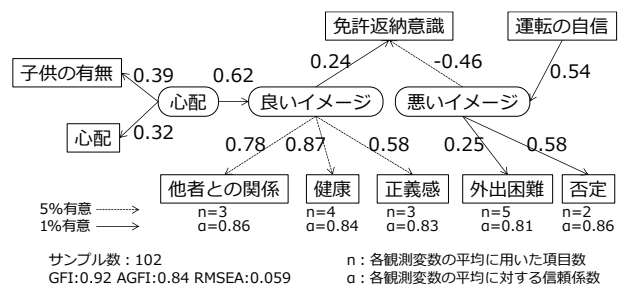 免許返納意識
運転の自信
0.24
-0.46
子供の有無
0.39
0.62
0.54
心配
良いイメージ
悪いイメージ
心配
0.32
0.78
0.87
0.58
0.25
0.58
他者との関係
健康
正義感
外出困難
否定
5%有意
n=3
n=4
n=3
n=5
n=2
1%有意
α=0.86
α=0.84
α=0.83
α=0.81
α=0.86
サンプル数：102
n：各観測変数の平均に用いた項目数
GFI:0.92 AGFI:0.84 RMSEA:0.059
α：各観測変数の平均に対する信頼係数